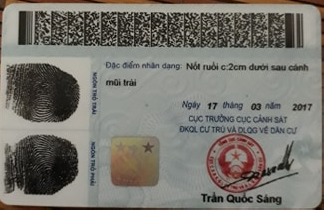 Đặc điểm nhân dạng: Nốt ruồi c:2cm dưới sau cánh
mũi trái
NGÓN TRỎ TRÁI
NGÓN TRỎ PHẢI
Ngày 17 tháng 03 năm 2017
CỤC TRƯỞNG CỤC CẢNH SÁT
ĐKQL CƯ TRÚ VÀ DLQG VỀ DÂN CƯ
Trần Quốc Sảng